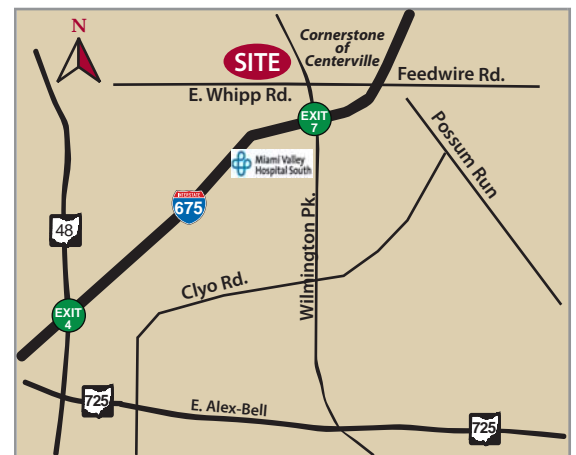 N
Cornerstone
of
Centerville
SITE
Feedwire Rd.
E. Whipp Rd.
EXIT
7
Possum Run
Miami Valley
Hospital South
INTERSTATE
675
48
Wilmington Pk.
Clyo Rd.
EXIT
4
725
E. Alex-Bell
725